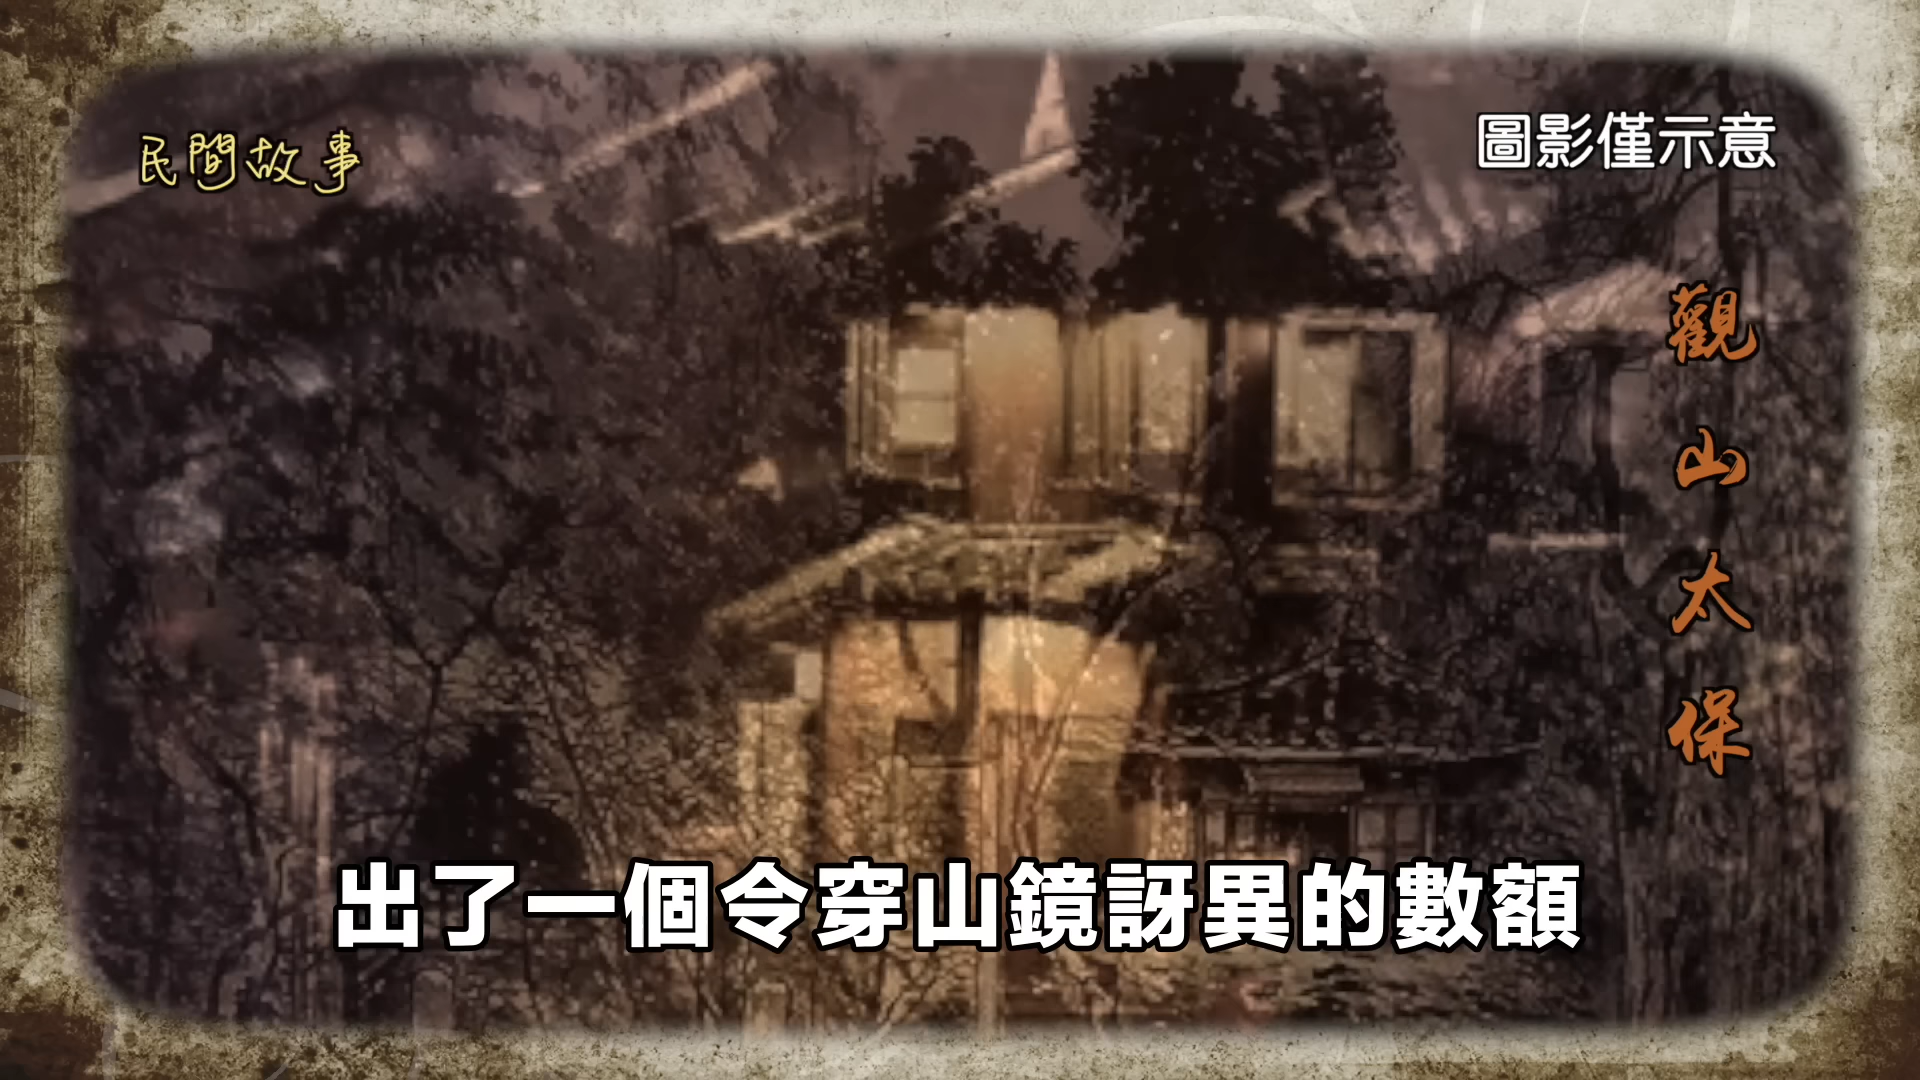 民間故事
圖影僅示意
觀山太保
出了一個令穿山鏡訝異的數額